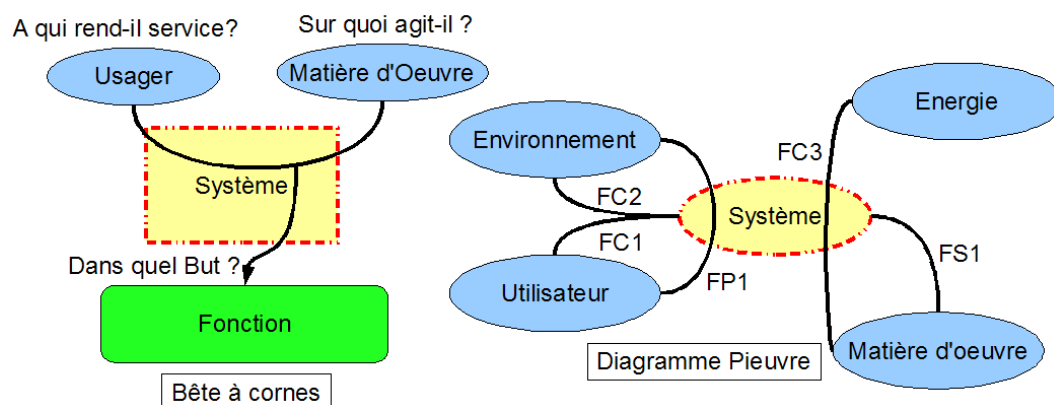 A qui rend-il service?
Sur quoi agit-il ?
Usager
Matière d'Oeuvre
Système
Dans quel But ?
Fonction
Bête à cornes
Energie
Environnement
FC3
FC2
Système
FC1
FS1
FP1
Utilisateur
Matière d'oeuvre
Diagramme Pieuvre